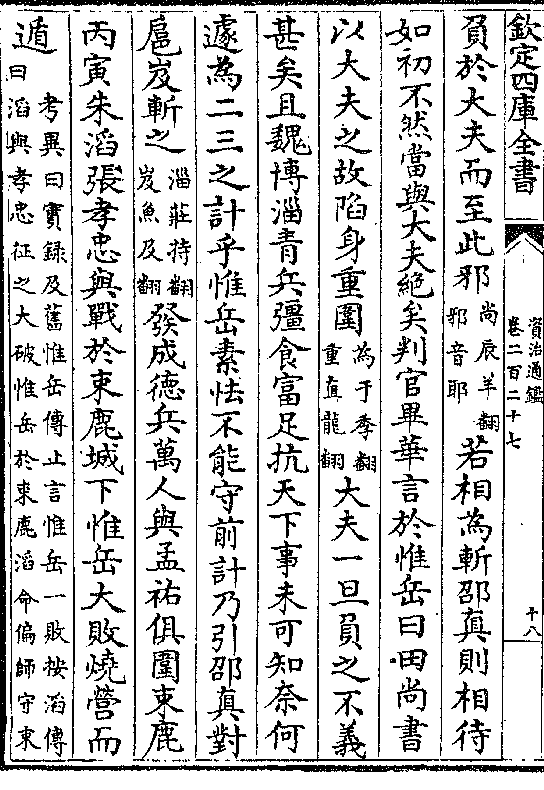 欽定四庫全書
資治通鑑
卷二百二十七
十八
負於大夫而至此邪尚辰羊翻邪音耶若相為斬邵真則相待
如初不然當與大夫絶矣判官畢華言於惟岳曰田尚書
以大夫之故陷身重圍為于季翻重直龍翻大夫一旦負之不義
甚矣且魏博淄青兵彊食富足抗天下事未可知奈何
遽為二三之計乎惟岳素怯不能守前計乃引邵真對
扈岌斬之淄莊持翻岌魚及翻發成德兵萬人與孟祐俱圍束鹿
丙寅朱滔張孝忠與戰於束鹿城下惟岳大敗燒營而
遁考異曰實録及舊惟岳傳止言惟岳一敗按滔傳曰滔與孝忠征之大破惟岳於束鹿滔命偏師守束